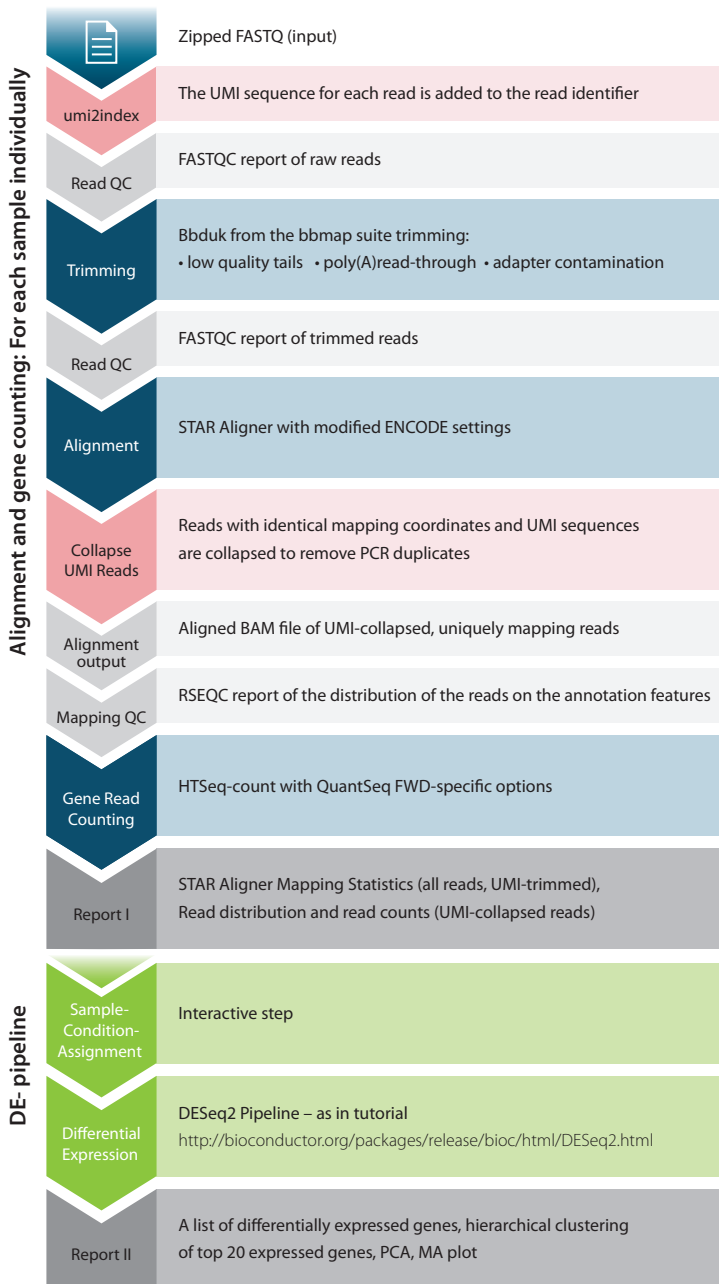 Alignment and gene counting: For each sample individually
Zipped FASTQ (input)
umi2index
The UMI sequence for each read is added to the read identifier
Read QC
FASTQC report of raw reads
Trimming
Bbduk from the bbmap suite trimming:
• low quality tails • poly(A)read-through • adapter contamination
Read QC
FASTQC report of trimmed reads
Alignment
STAR Aligner with modified ENCODE settings
Collapse
UMI Reads
Reads with identical mapping coordinates and UMI sequences
are collapsed to remove PCR duplicates
Alignment
output
Aligned BAM file of UMI-collapsed, uniquely mapping reads
Mapping QC
RSEQC report of the distribution of the reads on the annotation features
Gene Read
Counting
HTSeq-count with QuantSeq FWD-specific options
Report I
STAR Aligner Mapping Statistics (all reads, UMI-trimmed),
Read distribution and read counts (UMI-collapsed reads)
DE- pipeline
Sample-
Condition-
Assignment
Interactive step
Differential
Expression
DESeq2 Pipeline – as in tutorial
http://bioconductor.org/packages/release/bioc/html/DESeq2.html
Report II
A list of differentially expressed genes, hierarchical clustering
of top 20 expressed genes, PCA, MA plot